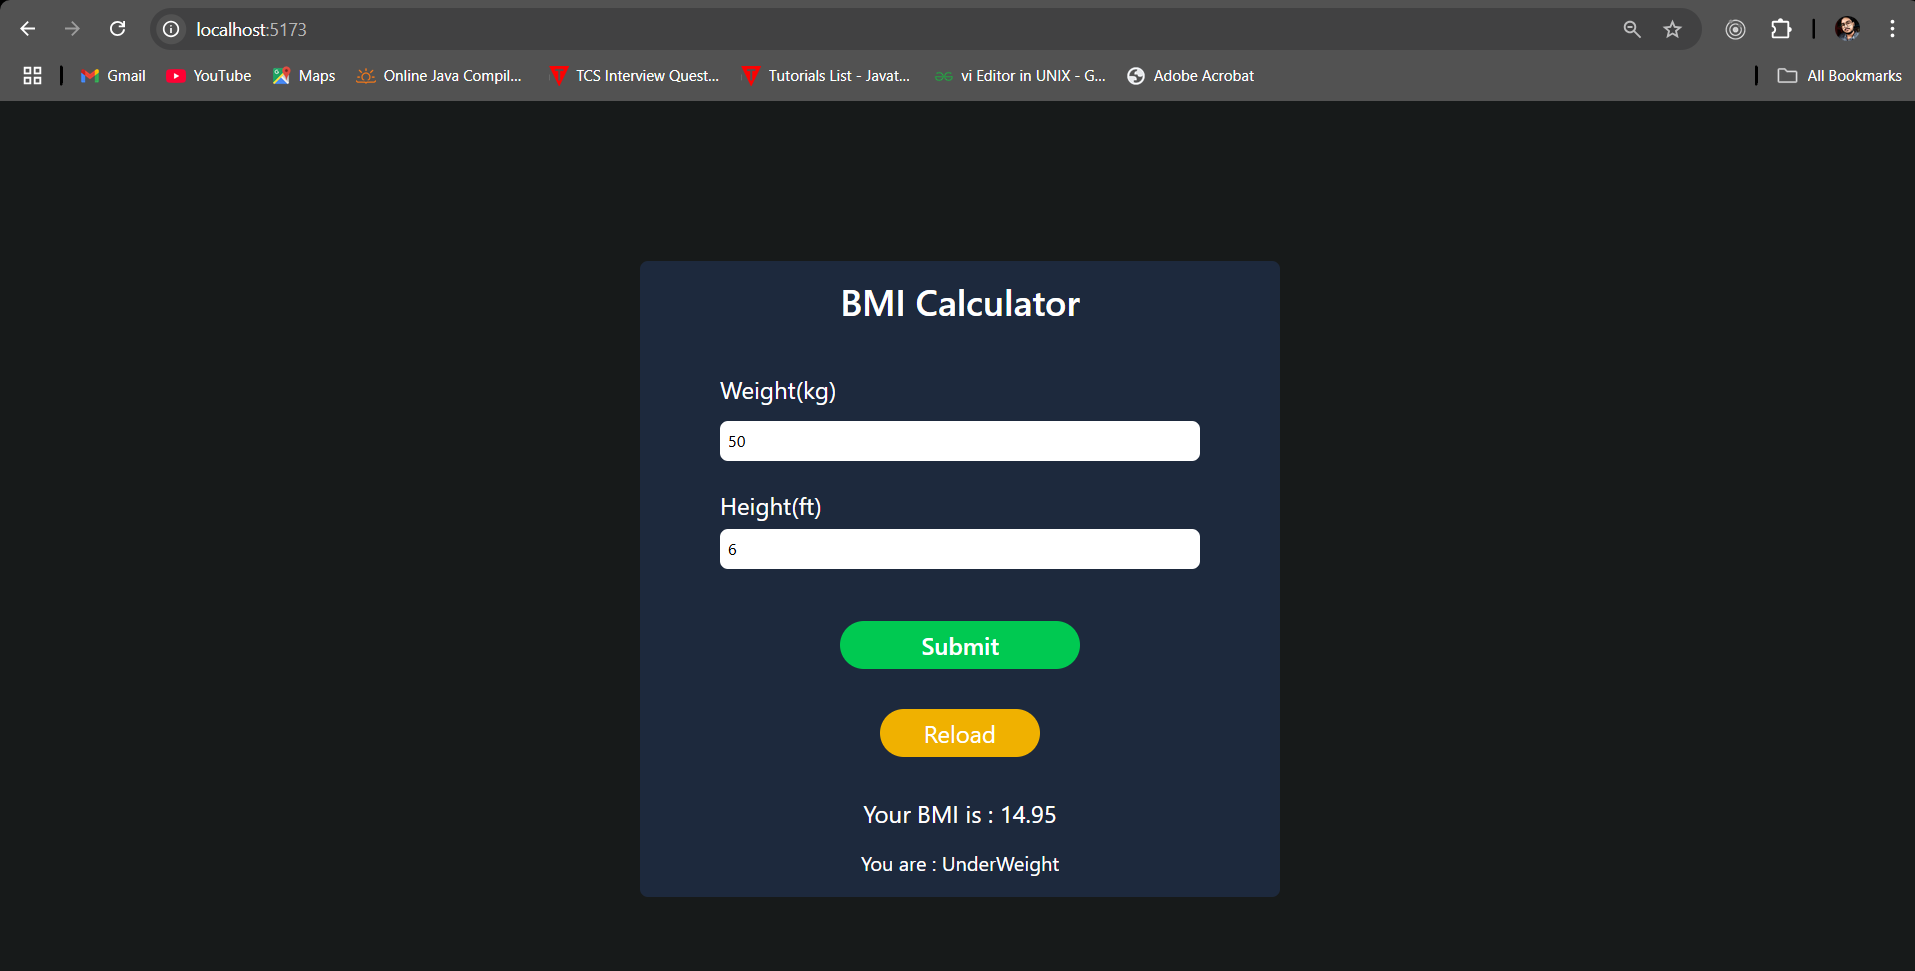 localhost:5173
Gmail YouTube Maps Online Java Compil... TCS Interview Quest... Tutorials List - Javat... vi Editor in UNIX - G... Adobe Acrobat All Bookmarks
BMI Calculator
Weight(kg)
50
Height(ft)
6
Submit
Reload
Your BMI is : 14.95
You are : UnderWeight